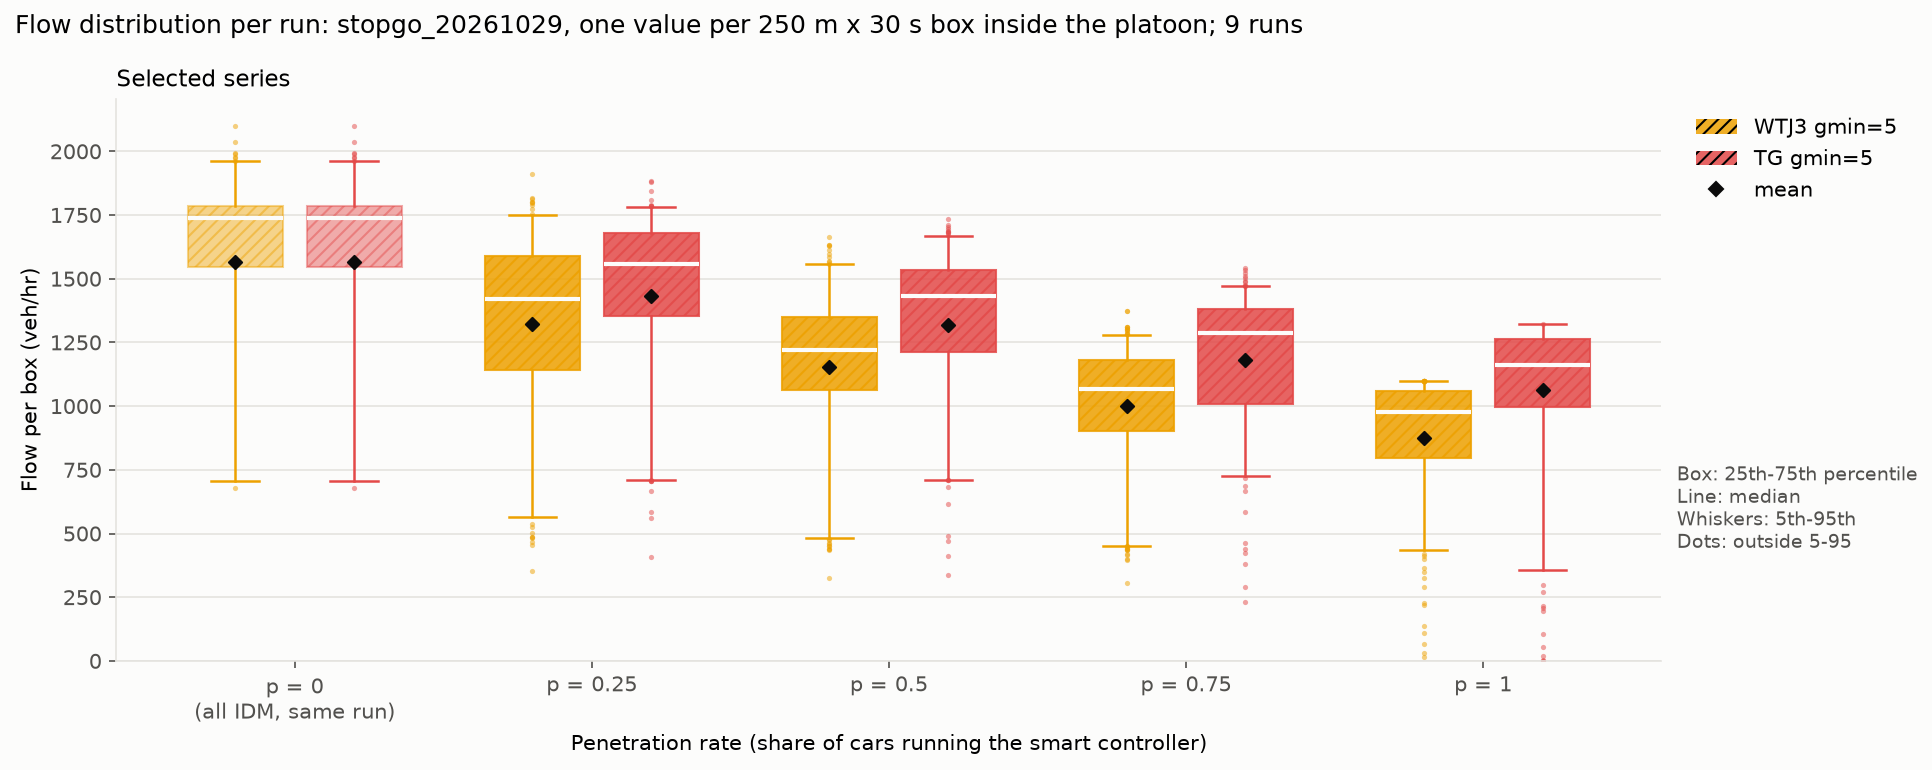 Flow distribution per run: stopgo_20261029, one value per 250 m x 30 s box inside the platoon; 9 runs
Selected series
Flow per box (veh/hr)
2000
1750
1500
1250
1000
750
500
250
0
p = 0
(all IDM, same run)
p = 0.25
p = 0.5
p = 0.75
p = 1
Penetration rate (share of cars running the smart controller)
WTJ3 gmin=5
TG gmin=5
mean
Box: 25th-75th percentile
Line: median
Whiskers: 5th-95th
Dots: outside 5-95